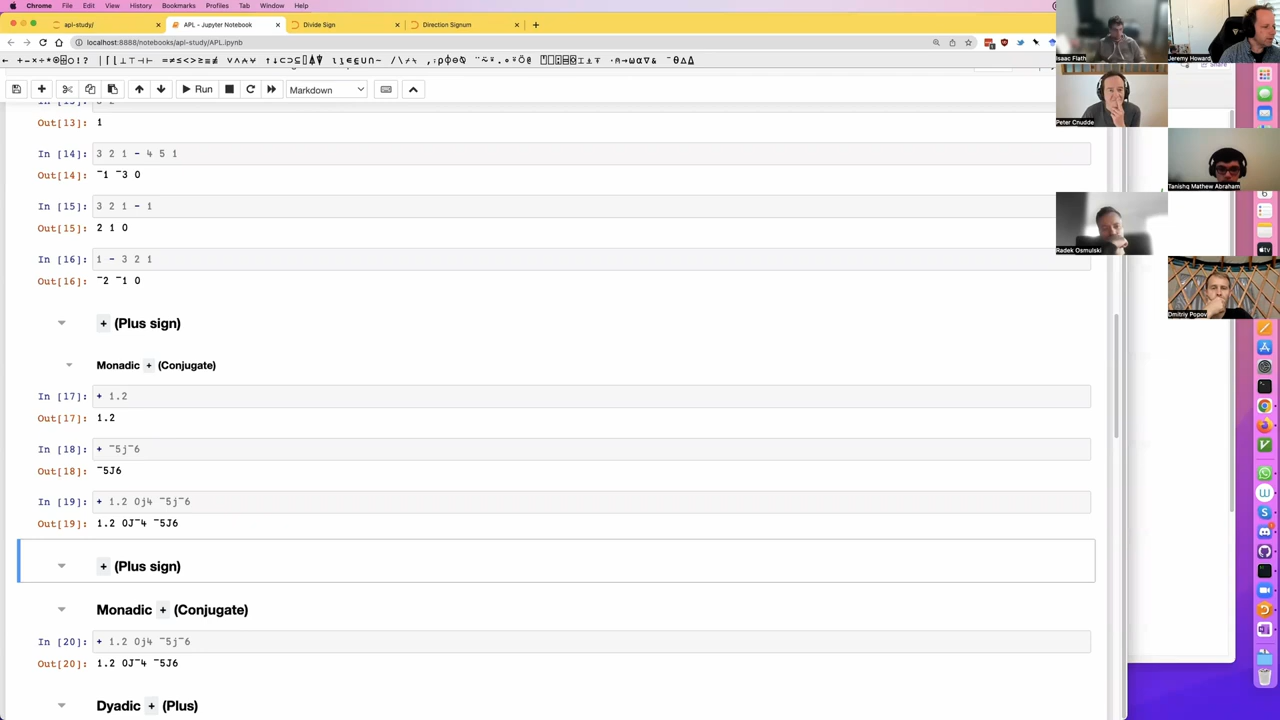 Chrome File Edit View History Bookmarks Profiles Tab Window Help
apl-study/ APL - Jupyter Notebook Divide Sign Direction Signum
localhost:8888/notebooks/apl-study/APL.ipynb
Run Markdown
Out[13]: 1
In [14]: 3 2 1 - 4 5 1
Out[14]: ¯1 ¯3 0
In [15]: 3 2 1 - 1
Out[15]: 2 1 0
In [16]: 1 - 3 2 1
Out[16]: ¯2 ¯1 0
+ (Plus sign)
Monadic + (Conjugate)
In [17]: + 1.2
Out[17]: 1.2
In [18]: + ¯5j¯6
Out[18]: ¯5J6
In [19]: + 1.2 0j4 ¯5j¯6
Out[19]: 1.2 0J¯4 ¯5J6
+ (Plus sign)
Monadic + (Conjugate)
In [20]: + 1.2 0j4 ¯5j¯6
Out[20]: 1.2 0J¯4 ¯5J6
Dyadic + (Plus)
Isaac Flath
Jeremy Howard
Share
Peter Cnudde
Tanishq Mathew Abraham
Radek Osmulski
Dmitriy Popov
tv